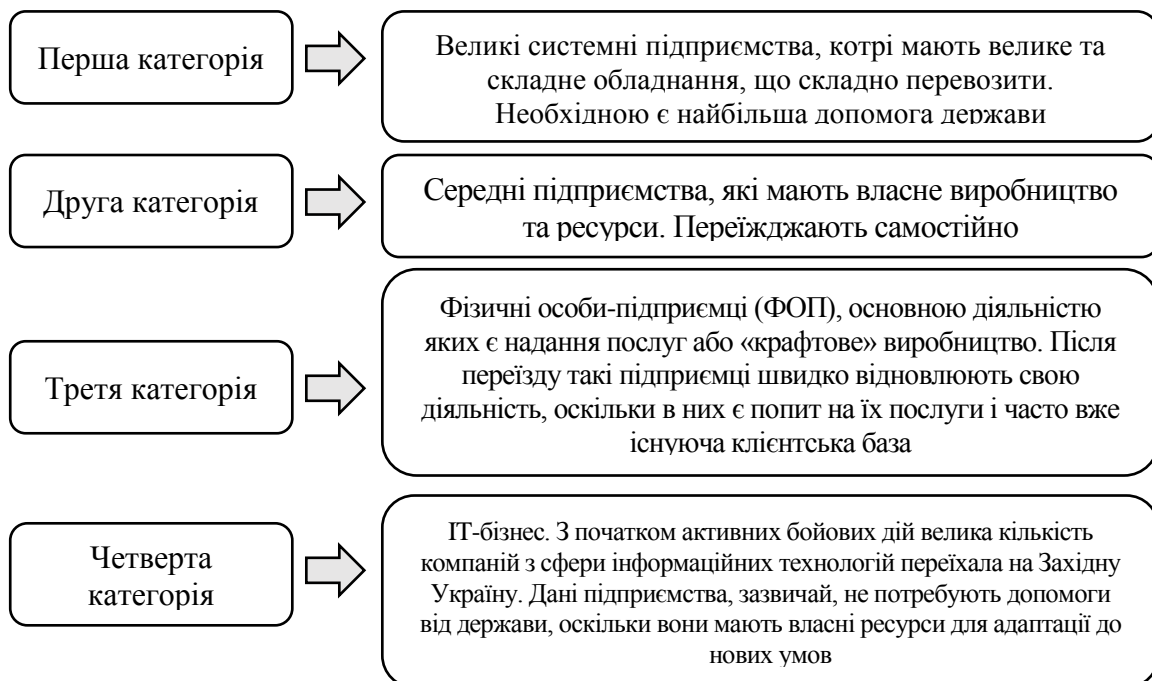 Перша категорія
Великі системні підприємства, котрі мають велике та
складне обладнання, що складно перевозити.
Необхідною є найбільша допомога держави
Друга категорія
Середні підприємства, які мають власне виробництво
та ресурси. Переїжджають самостійно
Третя категорія
Фізичні особи-підприємці (ФОП), основною діяльністю
яких є надання послуг або «крафтове» виробництво. Після
переїзду такі підприємці швидко відновлюють свою
діяльність, оскільки в них є попит на їх послуги і часто вже
існуюча клієнтська база
Четверта
категорія
ІТ-бізнес. З початком активних бойових дій велика кількість
компаній з сфери інформаційних технологій переїхала на Західну
Україну. Дані підприємства, зазвичай, не потребують допомоги
від держави, оскільки вони мають власні ресурси для адаптації до
нових умов